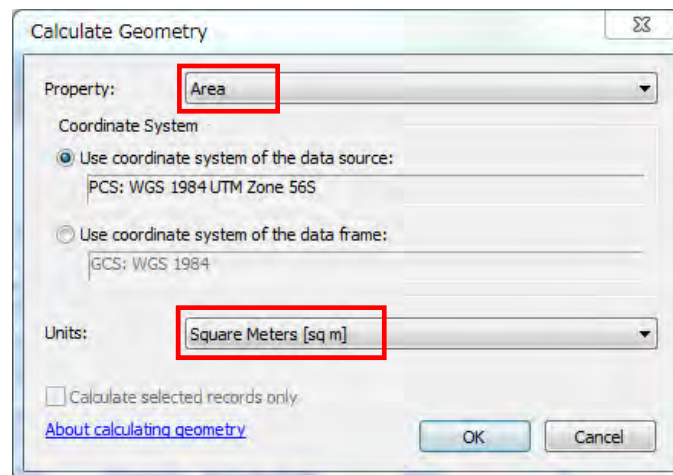 Calculate Geometry
Property: Area
Coordinate System
Use coordinate system of the data source:
PCS: WGS 1984 UTM Zone 56S
Use coordinate system of the data frame:
GCS: WGS 1984
Units: Square Meters [sq m]
Calculate selected records only
About calculating geometry OK Cancel